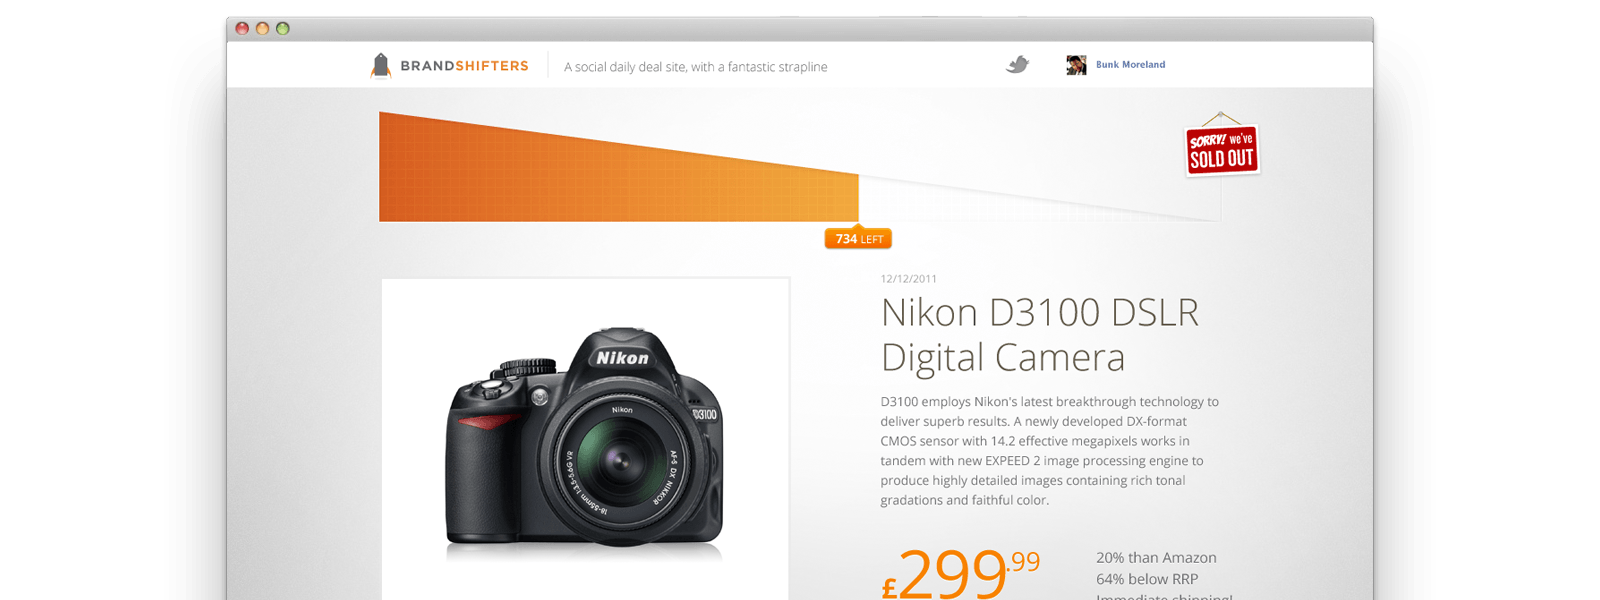 BRANDSHIFTERS
A social daily deal site, with a fantastic strapline
Bunk Moreland
SORRY! we've
SOLD OUT
734 LEFT
12/12/2011
Nikon D3100 DSLR
Digital Camera
D3100 employs Nikon's latest breakthrough technology to
deliver superb results. A newly developed DX-format
CMOS sensor with 14.2 effective megapixels works in
tandem with new EXPEED 2 image processing engine to
produce highly detailed images containing rich tonal
gradations and faithful color.
Nikon
D3100
Nikon
AF-S DX NIKKOR
18-55mm 1:3.5-5.6G VR
£299.99
20% than Amazon
64% below RRP
Immediate shipping!